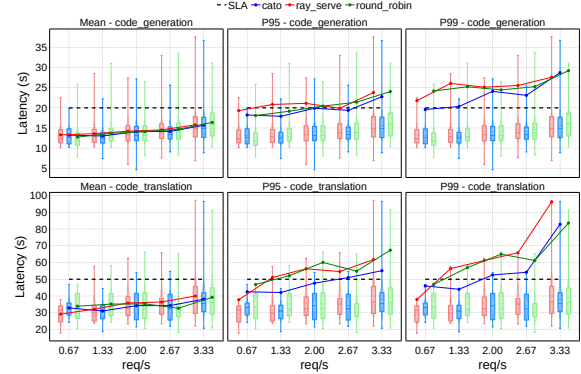 SLA cato ray_serve round_robin
Mean - code_generation P95 - code_generation P99 - code_generation
Latency (s)
35
30
25
20
15
10
5
Mean - code_translation P95 - code_translation P99 - code_translation
Latency (s)
100
90
80
70
60
50
40
30
20
0.67 1.33 2.00 2.67 3.33 0.67 1.33 2.00 2.67 3.33 0.67 1.33 2.00 2.67 3.33
req/s req/s req/s